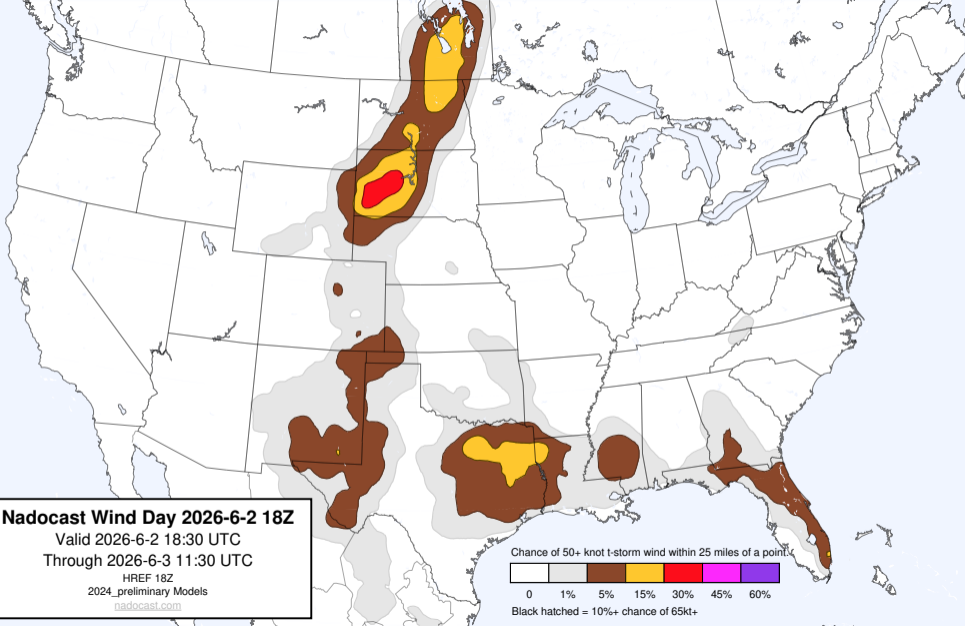 Nadocast Wind Day 2026-6-2 18Z
Valid 2026-6-2 18:30 UTC
Through 2026-6-3 11:30 UTC
HREF 18Z
2024_preliminary Models
nadocast.com
Chance of 50+ knot t-storm wind within 25 miles of a point.
0 1% 5% 15% 30% 45% 60%
Black hatched = 10%+ chance of 65kt+